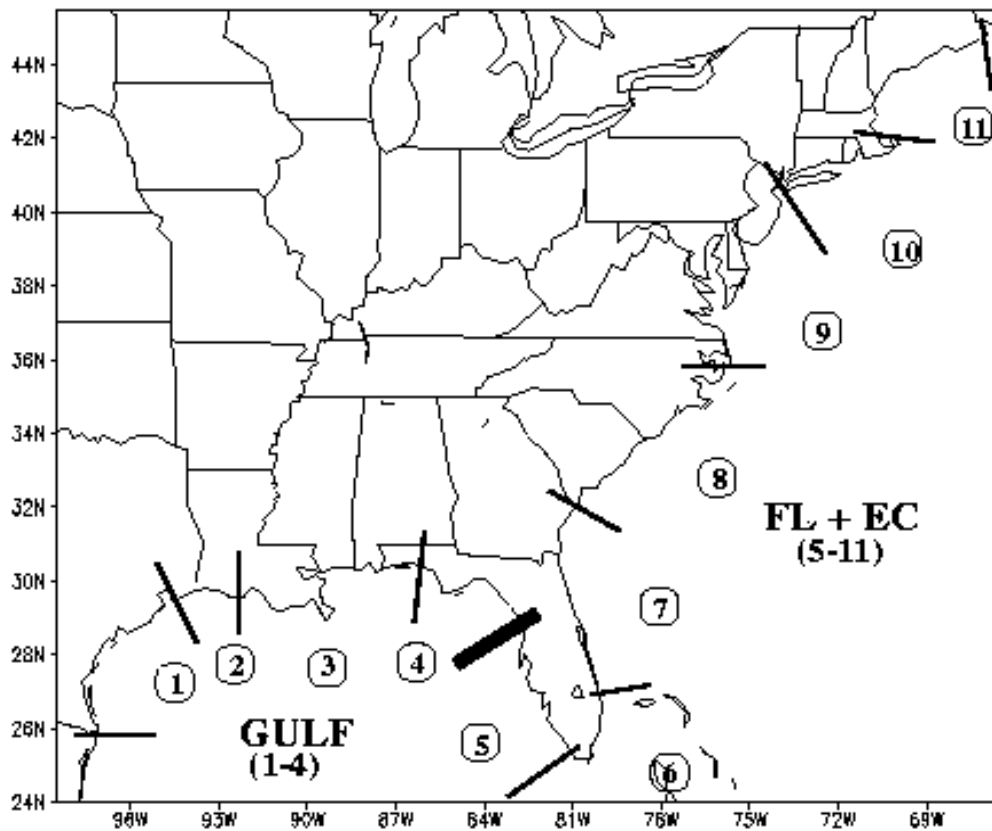 44N
11
42N
40N
10
38N
9
36N
34N
8
32N
FL + EC
(5-11)
30N
7
28N
1
2
3
4
26N
GULF
(1-4)
5
6
24N
96W 93W 90W 87W 84W 81W 78W 75W 72W 69W